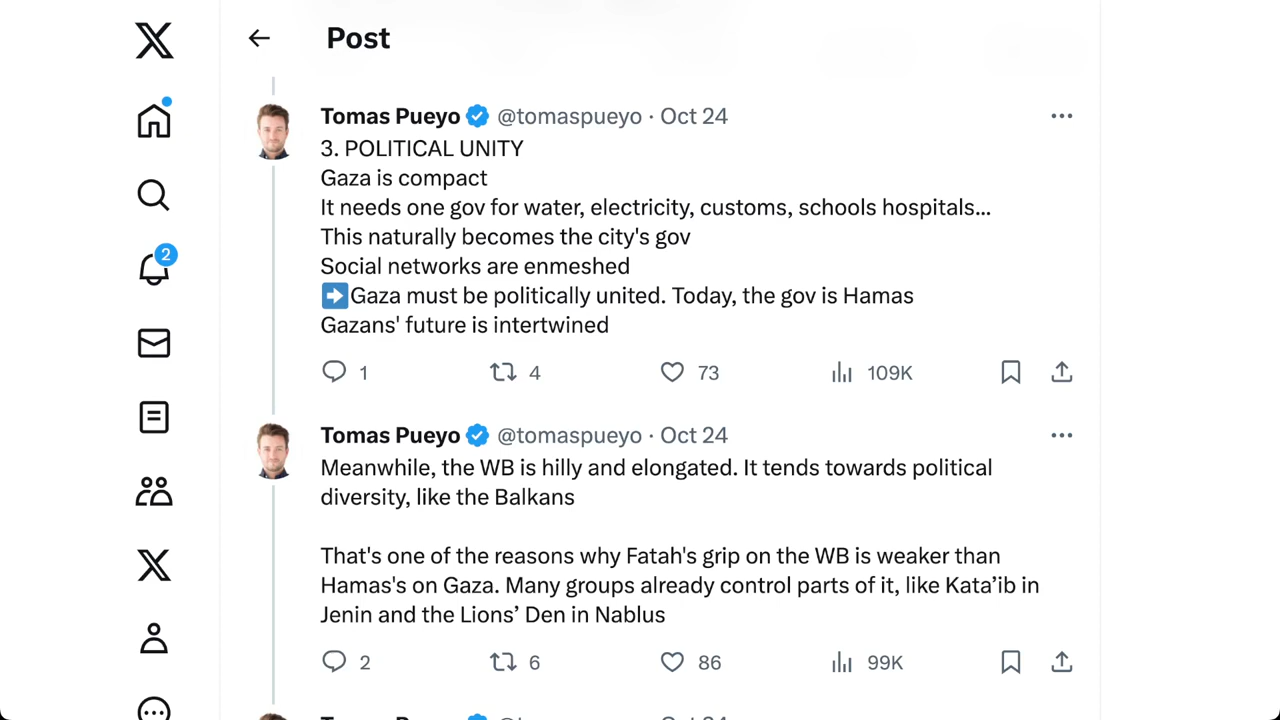 Post
Tomas Pueyo @tomaspueyo · Oct 24
3. POLITICAL UNITY
Gaza is compact
It needs one gov for water, electricity, customs, schools hospitals...
This naturally becomes the city's gov
Social networks are enmeshed
➡️Gaza must be politically united. Today, the gov is Hamas
Gazans' future is intertwined
1 4 73 109K
2
Tomas Pueyo @tomaspueyo · Oct 24
Meanwhile, the WB is hilly and elongated. It tends towards political
diversity, like the Balkans
That's one of the reasons why Fatah's grip on the WB is weaker than
Hamas's on Gaza. Many groups already control parts of it, like Kata’ib in
Jenin and the Lions’ Den in Nablus
2 6 86 99K